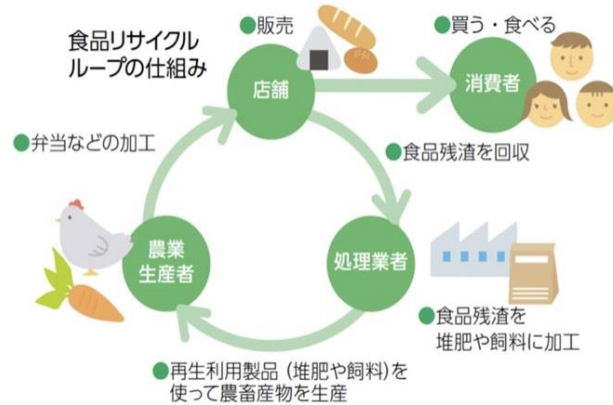 食品リサイクル
ループの仕組み
●販売
店舗
●買う・食べる
消費者
●食品残渣を回収
処理業者
●食品残渣を
堆肥や飼料に加工
●再生利用製品（堆肥や飼料）を
使って農畜産物を生産
農業
生産者
●弁当などの加工